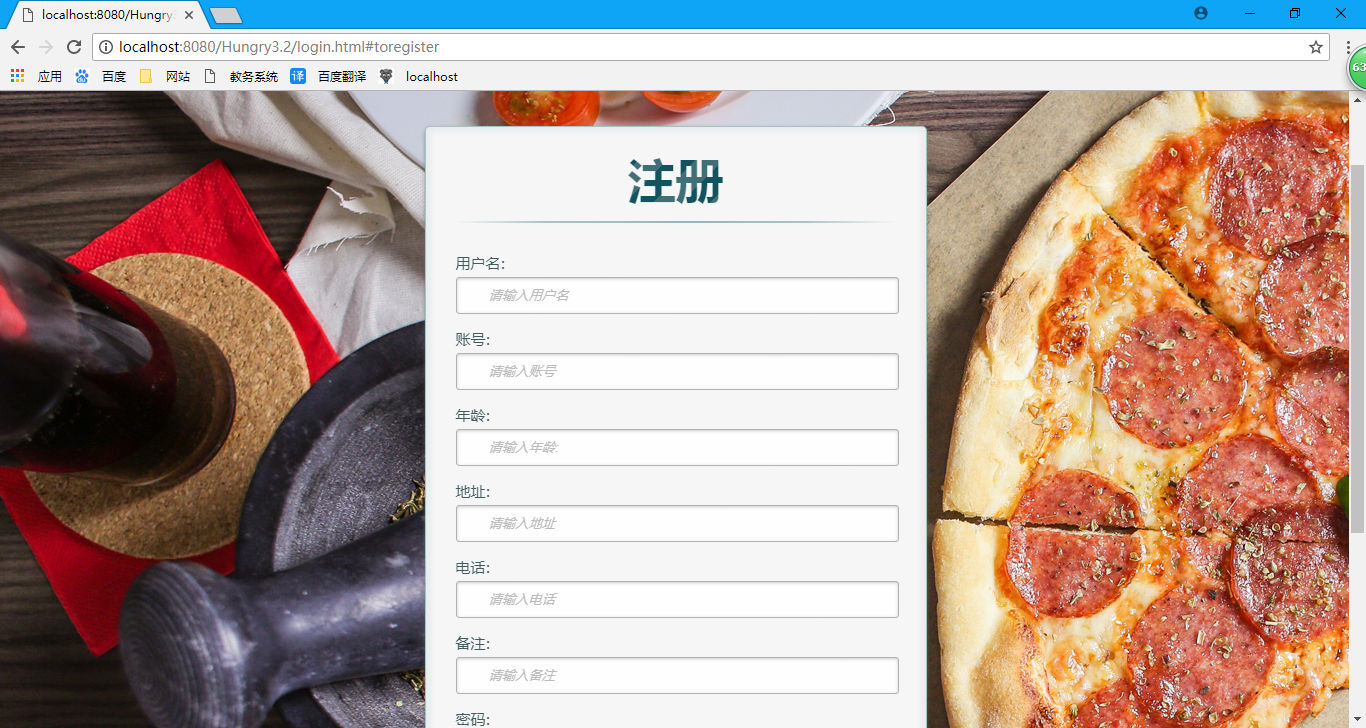 localhost:8080/Hungry
localhost:8080/Hungry3.2/login.html#toregister
应用 百度 网站 教务系统 译 百度翻译 localhost
63
注册
用户名:
请输入用户名
账号:
请输入账号
年龄:
请输入年龄.
地址:
请输入地址
电话:
请输入电话
备注:
请输入备注
密码: